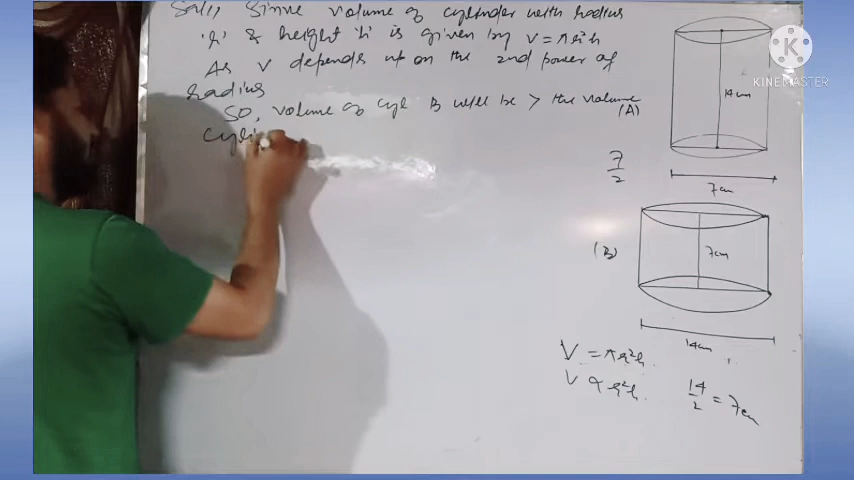 Sol, Since volume of cylinder with radius
'r' & height 'h' is given by V = πr²h
As V depends upon the 2nd power of
radius
So, volume of cyl B will be > the volume
Cyli
(A)
14cm
7/2
7cm
(B)
7cm
14cm
V = πr²h.
V α r²h.
14/2 = 7cm
K
KINEMASTER